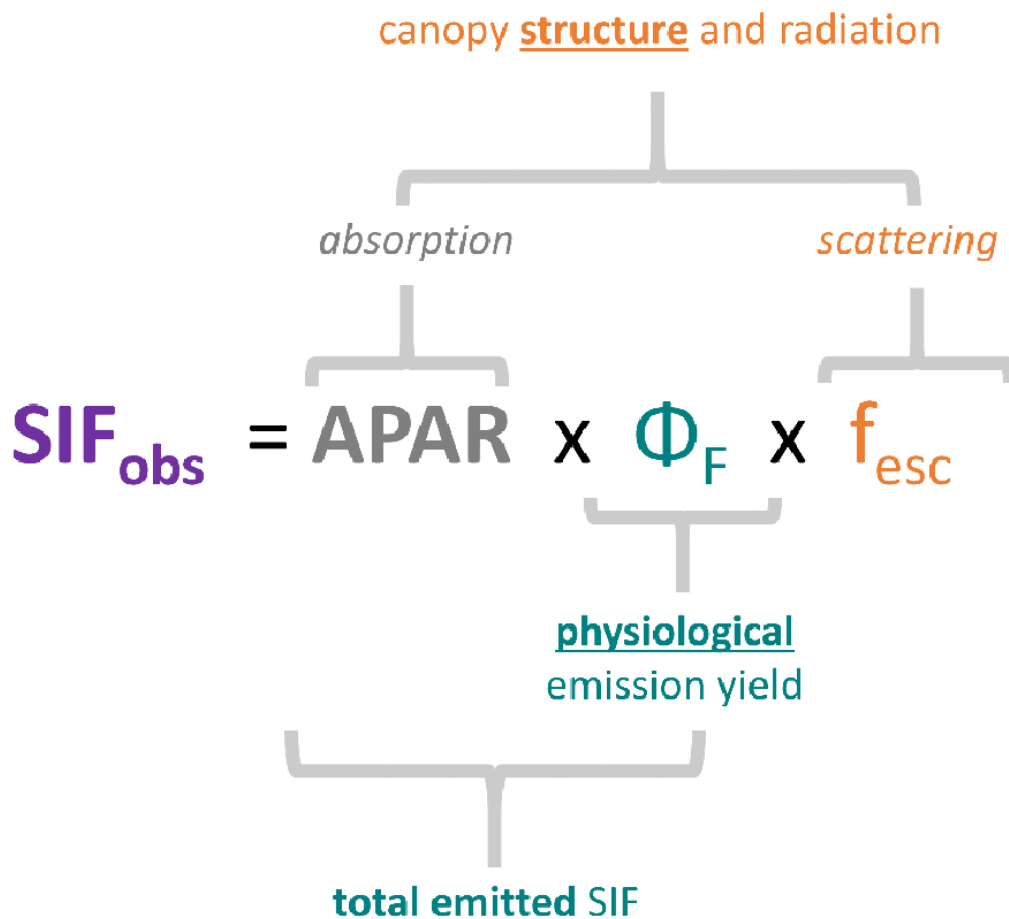 canopy structure and radiation
absorption scattering
SIFobs = APAR x ΦF x fesc
physiological
emission yield
total emitted SIF